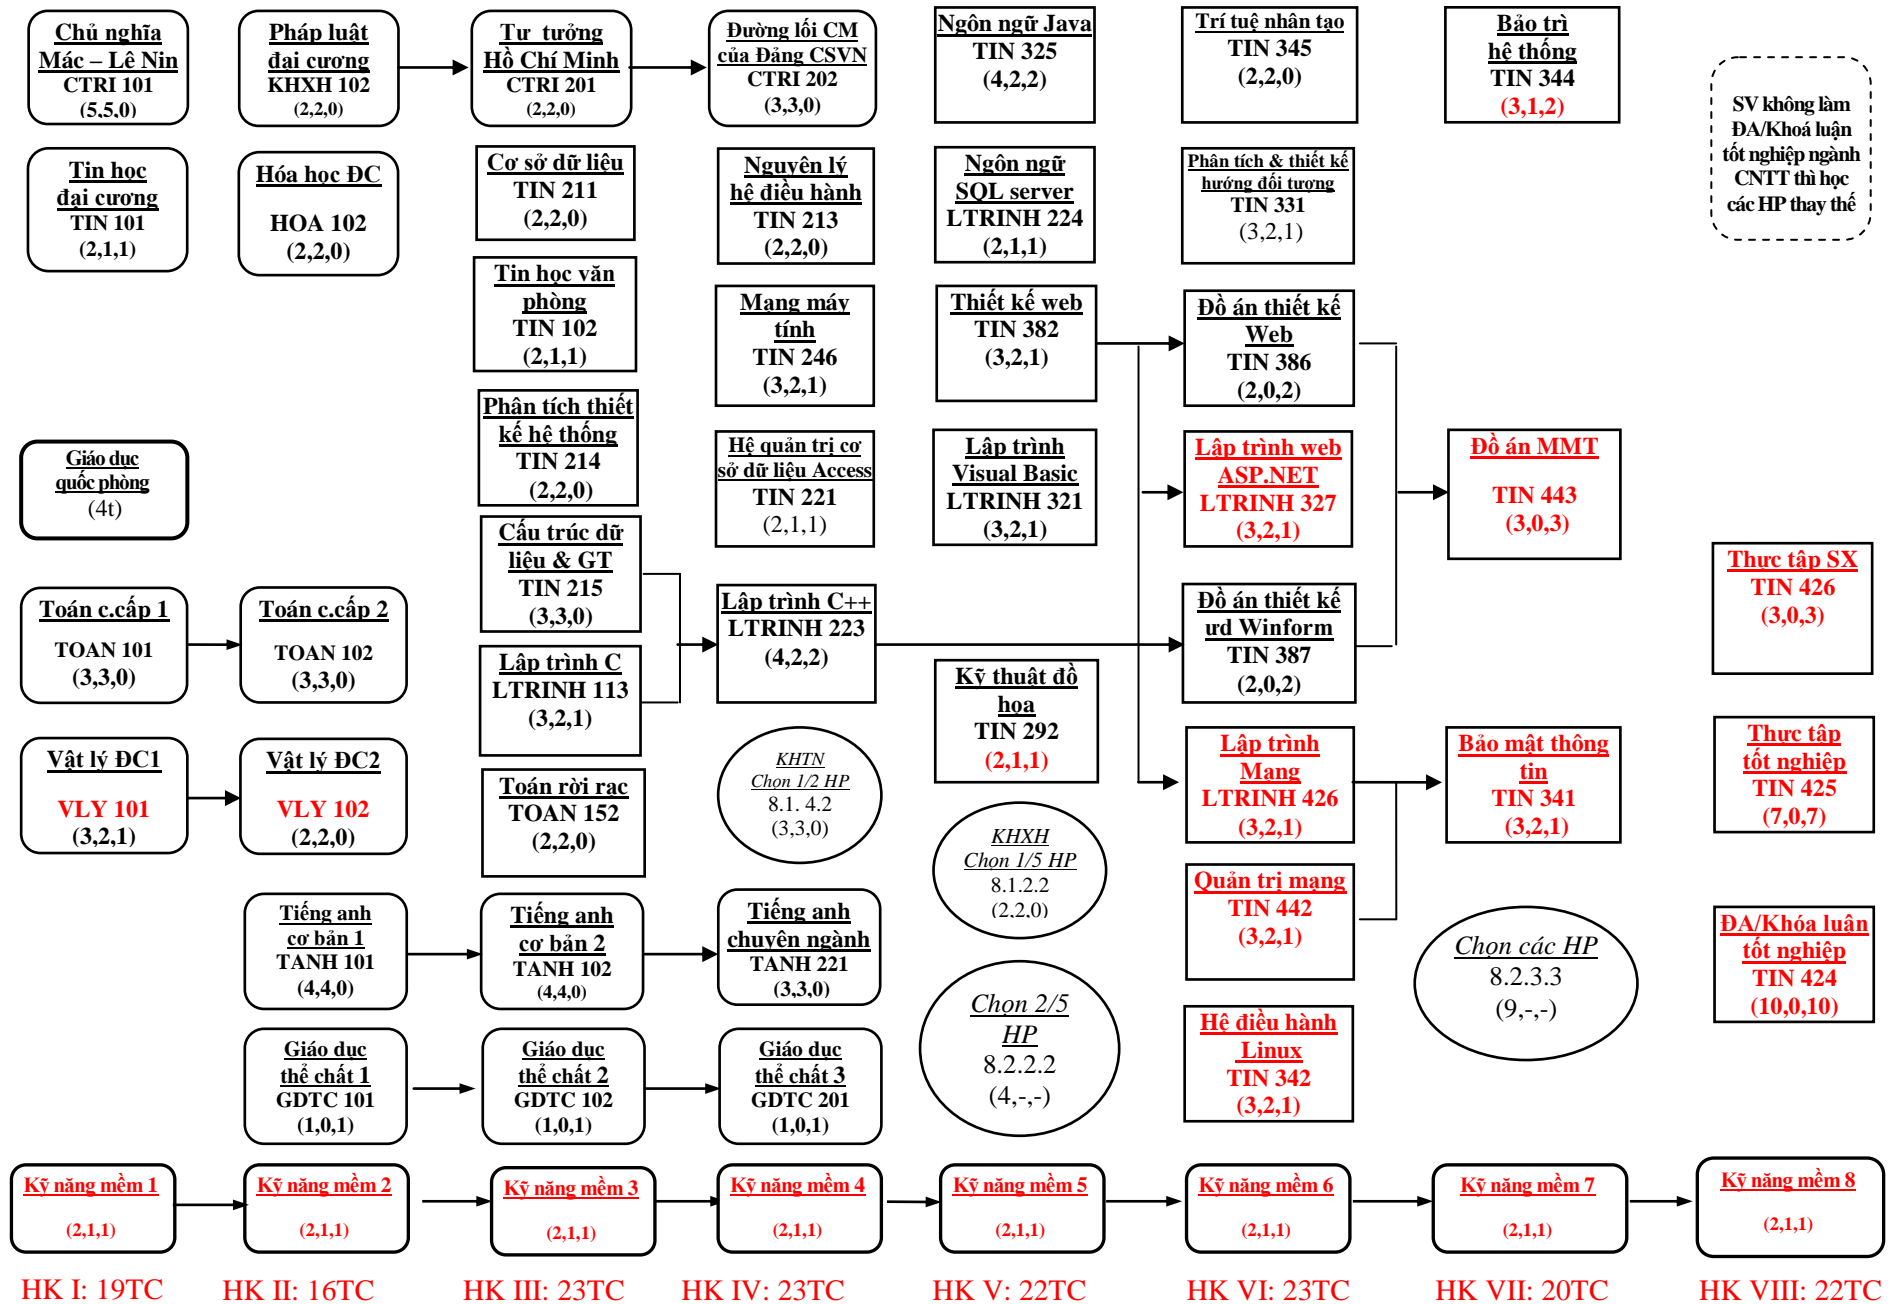 Chủ nghĩa
Mác – Lê Nin
CTRI 101
(5,5,0)
Pháp luật
đại cương
KHXH 102
(2,2,0)
Tư tưởng
Hồ Chí Minh
CTRI 201
(2,2,0)
Đường lối CM
của Đảng CSVN
CTRI 202
(3,3,0)
Ngôn ngữ Java
TIN 325
(4,2,2)
Trí tuệ nhân tạo
TIN 345
(2,2,0)
Bảo trì
hệ thống
TIN 344
(3,1,2)
SV không làm
ĐA/Khoá luận
tốt nghiệp ngành
CNTT thì học
các HP thay thế
Tin học
đại cương
TIN 101
(2,1,1)
Hóa học ĐC
HOA 102
(2,2,0)
Cơ sở dữ liệu
TIN 211
(2,2,0)
Nguyên lý
hệ điều hành
TIN 213
(2,2,0)
Ngôn ngữ
SQL server
LTRINH 224
(2,1,1)
Phân tích & thiết kế
hướng đối tượng
TIN 331
(3,2,1)
Tin học văn
phòng
TIN 102
(2,1,1)
Mạng máy
tính
TIN 246
(3,2,1)
Thiết kế web
TIN 382
(3,2,1)
Đồ án thiết kế
Web
TIN 386
(2,0,2)
Phân tích thiết
kế hệ thống
TIN 214
(2,2,0)
Giáo dục
quốc phòng
(4t)
Hệ quản trị cơ
sở dữ liệu Access
TIN 221
(2,1,1)
Lập trình
Visual Basic
LTRINH 321
(3,2,1)
Lập trình web
ASP.NET
LTRINH 327
(3,2,1)
Đồ án MMT
TIN 443
(3,0,3)
Cấu trúc dữ
liệu & GT
TIN 215
(3,3,0)
Thực tập SX
TIN 426
(3,0,3)
Toán c.cấp 1
TOAN 101
(3,3,0)
Toán c.cấp 2
TOAN 102
(3,3,0)
Lập trình C++
LTRINH 223
(4,2,2)
Đồ án thiết kế
ưd Winform
TIN 387
(2,0,2)
Lập trình C
LTRINH 113
(3,2,1)
Kỹ thuật đồ
họa
TIN 292
(2,1,1)
Vật lý ĐC1
VLY 101
(3,2,1)
Vật lý ĐC2
VLY 102
(2,2,0)
Toán rời rạc
TOAN 152
(2,2,0)
KHTN
Chọn 1/2 HP
8.1. 4.2
(3,3,0)
Lập trình
Mạng
LTRINH 426
(3,2,1)
Bảo mật thông
tin
TIN 341
(3,2,1)
Thực tập
tốt nghiệp
TIN 425
(7,0,7)
KHXH
Chọn 1/5 HP
8.1.2.2
(2,2,0)
Quản trị mạng
TIN 442
(3,2,1)
Tiếng anh
cơ bản 1
TANH 101
(4,4,0)
Tiếng anh
cơ bản 2
TANH 102
(4,4,0)
Tiếng anh
chuyên ngành
TANH 221
(3,3,0)
Chọn các HP
8.2.3.3
(9,-,-)
ĐA/Khóa luận
tốt nghiệp
TIN 424
(10,0,10)
Chọn 2/5
HP
8.2.2.2
(4,-,-)
Hệ điều hành
Linux
TIN 342
(3,2,1)
Giáo dục
thể chất 1
GDTC 101
(1,0,1)
Giáo dục
thể chất 2
GDTC 102
(1,0,1)
Giáo dục
thể chất 3
GDTC 201
(1,0,1)
Kỹ năng mềm 1
(2,1,1)
Kỹ năng mềm 2
(2,1,1)
Kỹ năng mềm 3
(2,1,1)
Kỹ năng mềm 4
(2,1,1)
Kỹ năng mềm 5
(2,1,1)
Kỹ năng mềm 6
(2,1,1)
Kỹ năng mềm 7
(2,1,1)
Kỹ năng mềm 8
(2,1,1)
HK I: 19TC
HK II: 16TC
HK III: 23TC
HK IV: 23TC
HK V: 22TC
HK VI: 23TC
HK VII: 20TC
HK VIII: 22TC